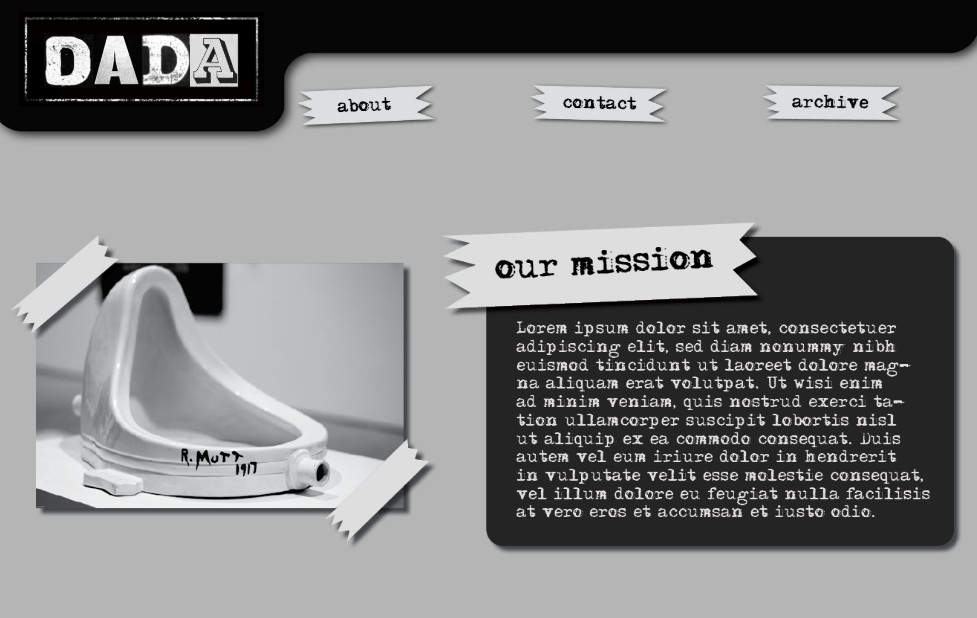 DADA
about
contact
archive
our mission
R. MUTT
1917
Lorem ipsum dolor sit amet, consectetuer
adipiscing elit, sed diam nonummy nibh
euismod tincidunt ut laoreet dolore mag-
na aliquam erat volutpat. Ut wisi enim
ad minim veniam, quis nostrud exerci ta-
tion ullamcorper suscipit lobortis nisl
ut aliquip ex ea commodo consequat. Duis
autem vel eum iriure dolor in hendrerit
in vulputate velit esse molestie consequat,
vel illum dolore eu feugiat nulla facilisis
at vero eros et accumsan et iusto odio.